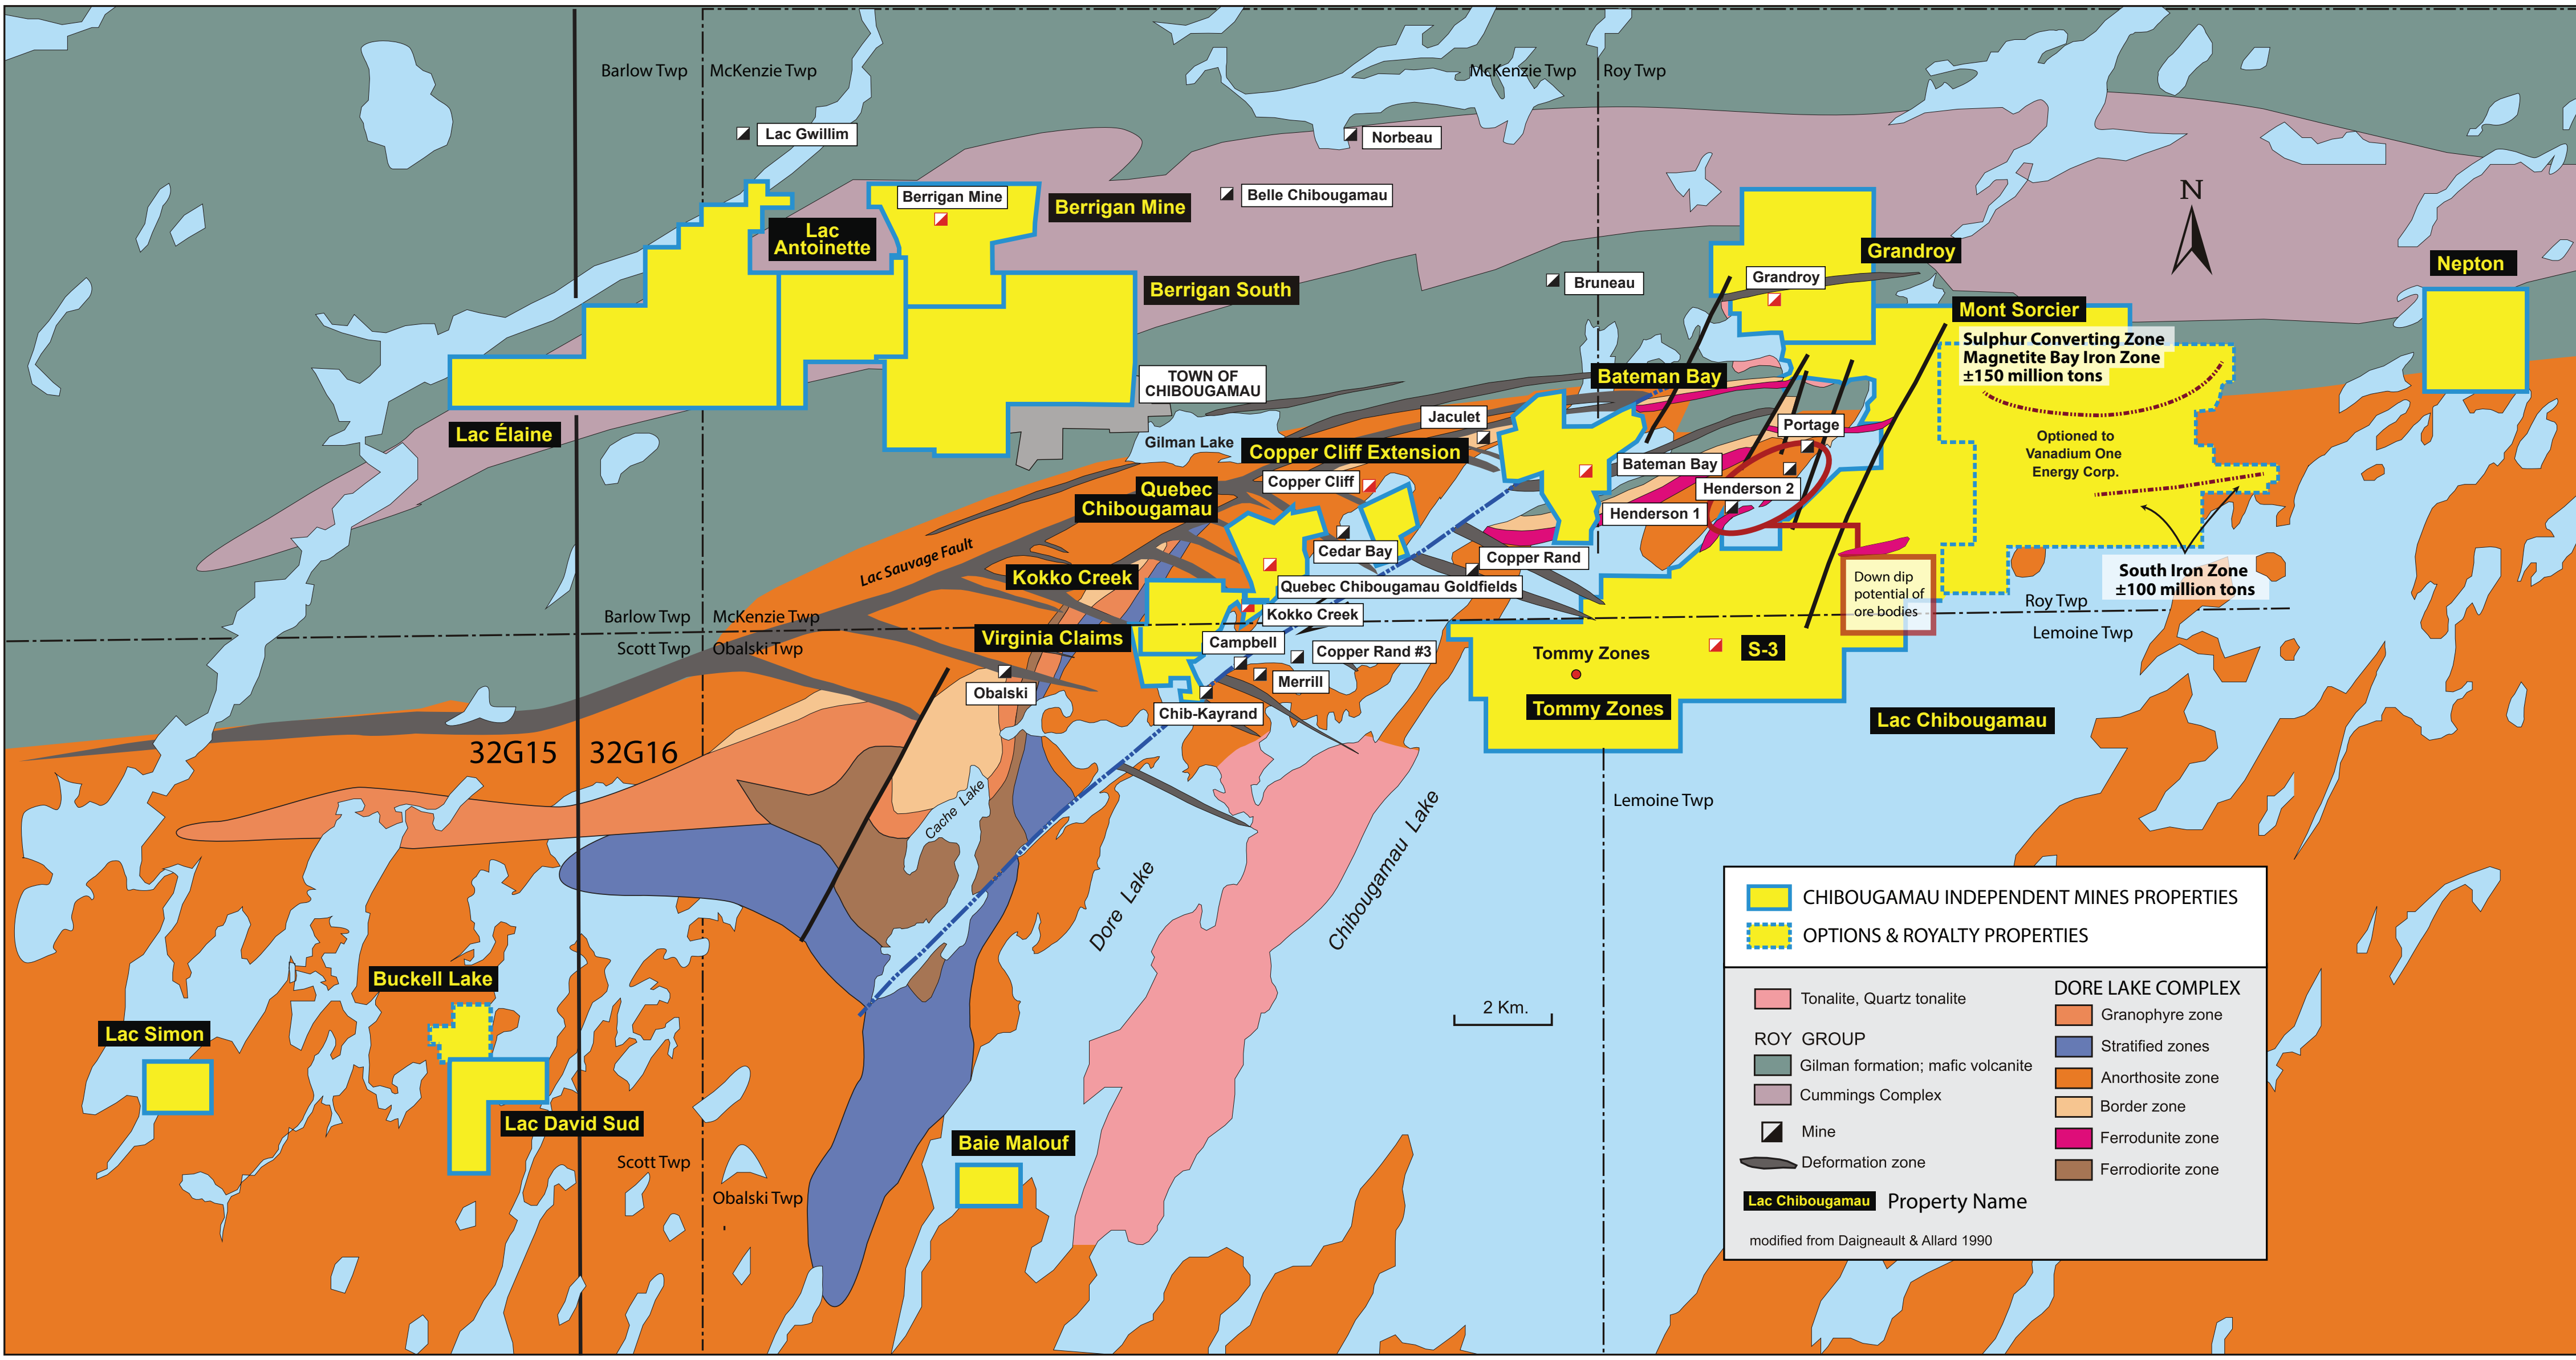 Barlow Twp
McKenzie Twp
McKenzie Twp
Roy Twp
Lac Gwillim
Norbeau
Berrigan Mine
Belle Chibougamau
Berrigan Mine
N
Lac
Antoinette
Grandroy
Nepton
Grandroy
Bruneau
Berrigan South
Mont Sorcier
Sulphur Converting Zone
Magnetite Bay Iron Zone
±150 million tons
TOWN OF
CHIBOUGAMAU
Bateman Bay
Jaculet
Portage
Lac Élaine
Gilman Lake
Optioned to
Vanadium One
Energy Corp.
Copper Cliff Extension
Bateman Bay
Copper Cliff
Henderson 2
Quebec
Chibougamau
Henderson 1
Cedar Bay
Copper Rand
Lac Sauvage Fault
Kokko Creek
Quebec Chibougamau Goldfields
Down dip
potential of
ore bodies
South Iron Zone
±100 million tons
Roy Twp
Lemoine Twp
Barlow Twp
McKenzie Twp
Kokko Creek
Scott Twp
Obalski Twp
Virginia Claims
Campbell
Copper Rand #3
Tommy Zones
S-3
Merrill
Obalski
Chib-Kayrand
Tommy Zones
Lac Chibougamau
32G15
32G16
Cache Lake
Lemoine Twp
Dore Lake
Chibougamau Lake
Buckell Lake
Lac Simon
2 Km.
Lac David Sud
Baie Malouf
Scott Twp
Obalski Twp
CHIBOUGAMAU INDEPENDENT MINES PROPERTIES
OPTIONS & ROYALTY PROPERTIES
Tonalite, Quartz tonalite
ROY GROUP
Gilman formation; mafic volcanite
Cummings Complex
Mine
Deformation zone
DORE LAKE COMPLEX
Granophyre zone
Stratified zones
Anorthosite zone
Border zone
Ferrodunite zone
Ferrodiorite zone
Lac Chibougamau
Property Name
modified from Daigneault & Allard 1990